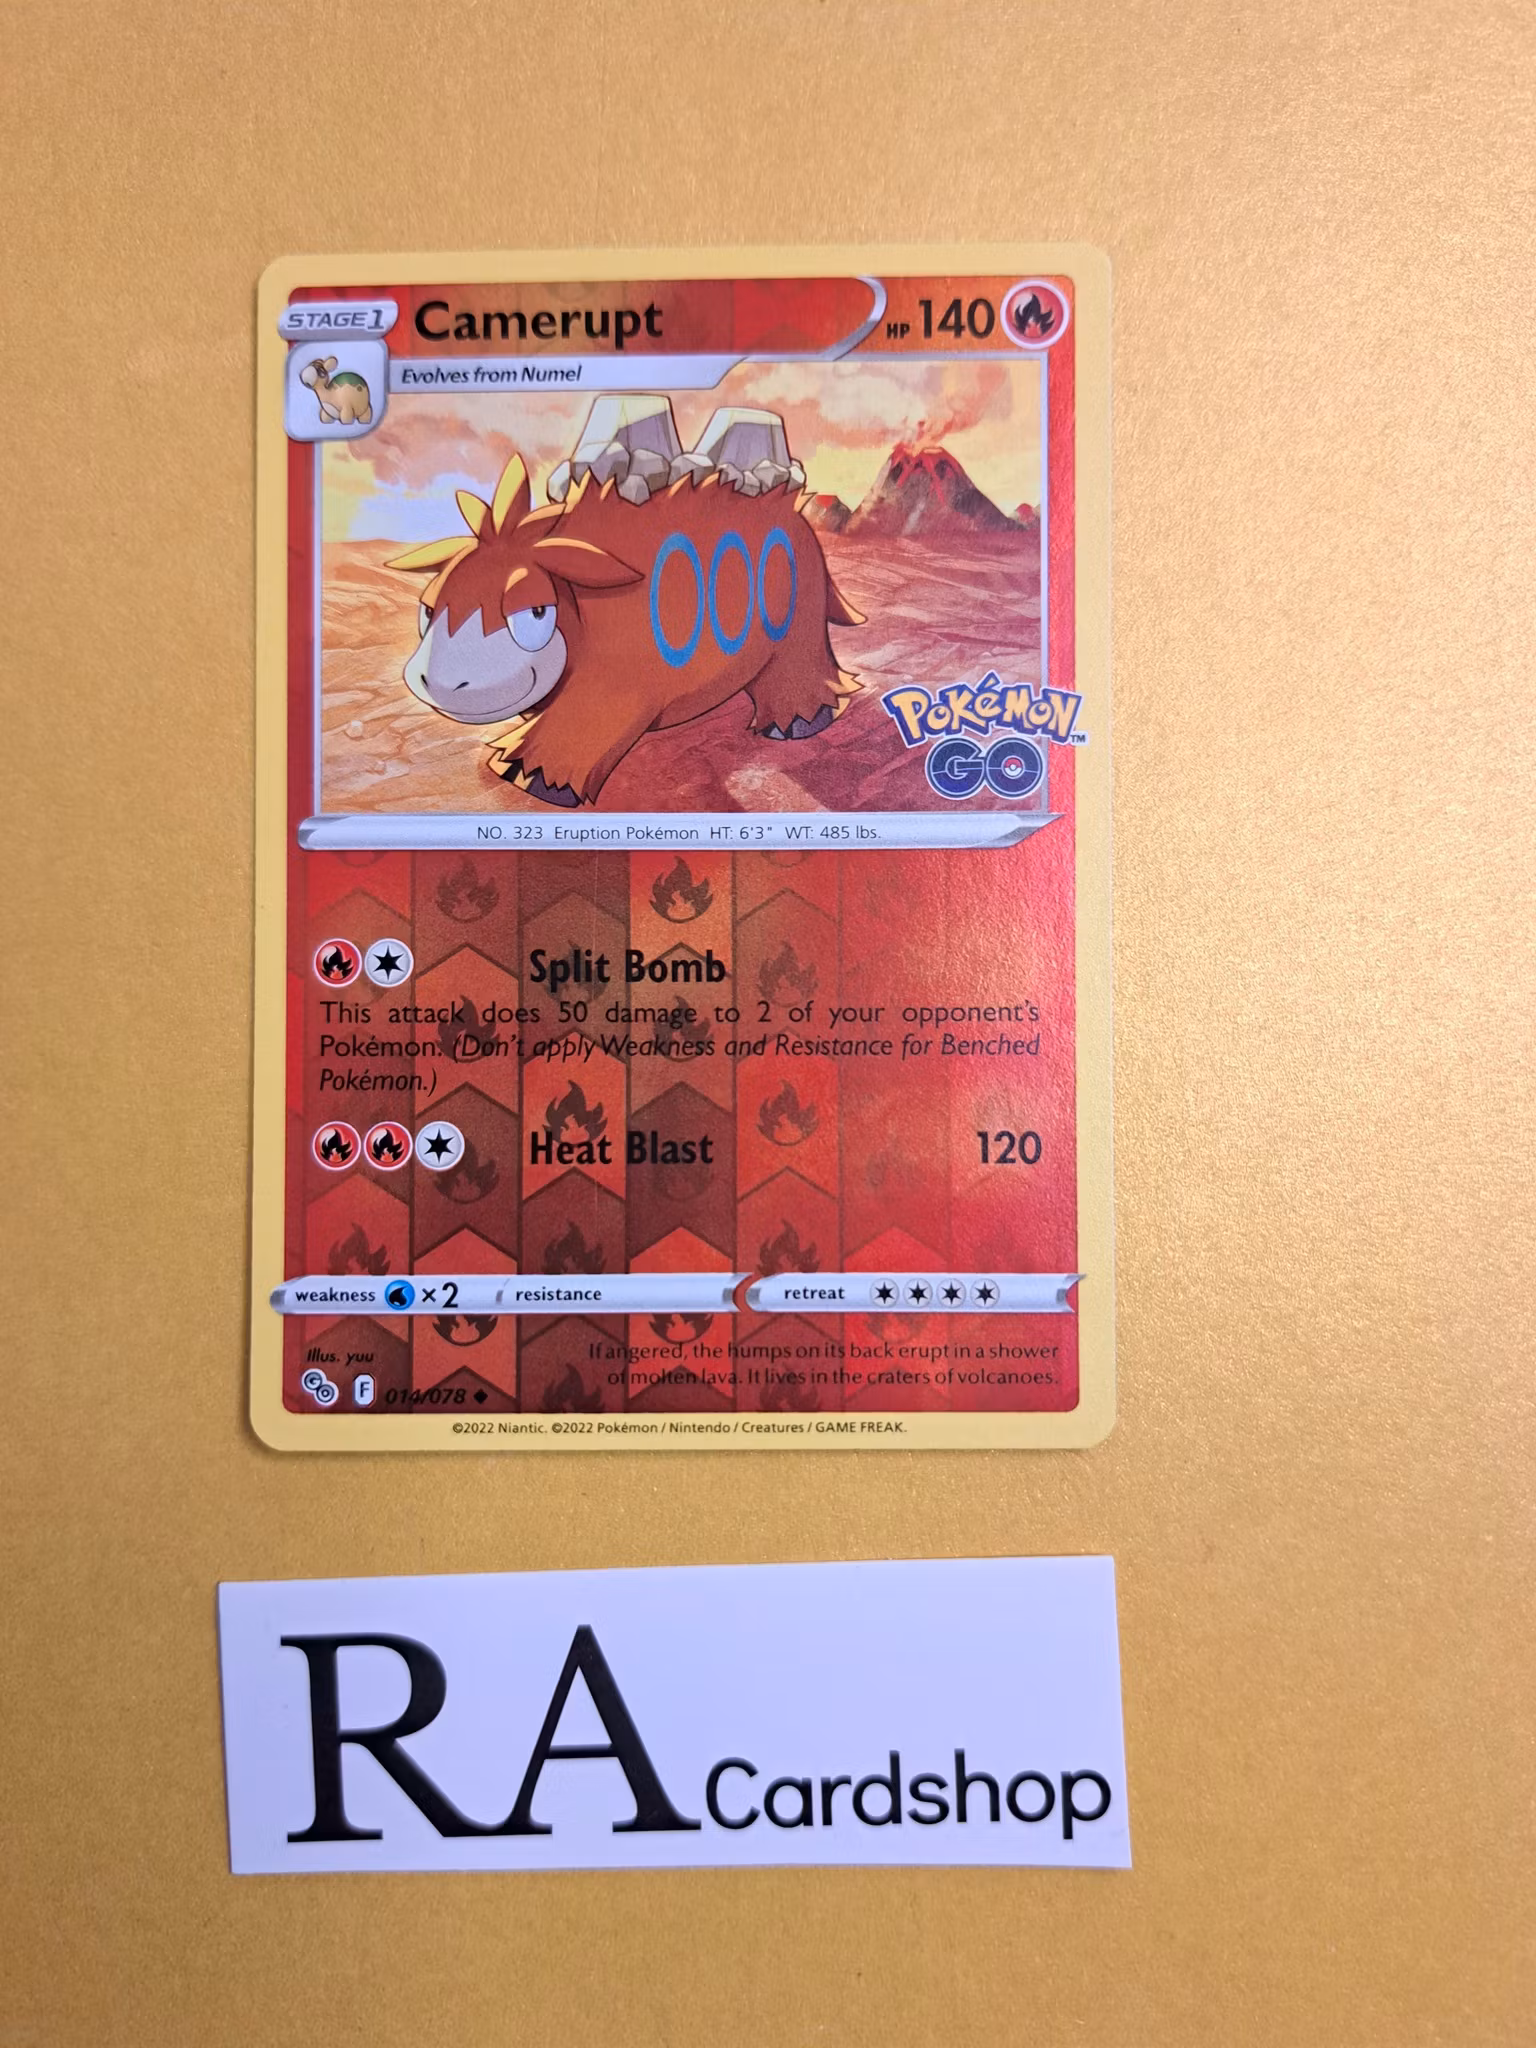 STAGE 1
Camerupt
HP 140
Evolves from Numel
POKéMON
TM
GO
NO. 323 Eruption Pokémon HT: 6'3" WT: 485 lbs.
Split Bomb
This attack does 50 damage to 2 of your opponent's
Pokémon. (Don't apply Weakness and Resistance for Benched
Pokémon.)
Heat Blast 120
weakness ×2 resistance retreat
If angered, the humps on its back erupt in a shower
of molten lava. It lives in the craters of volcanoes.
Illus. yuu
GO F 014/078
©2022 Niantic. ©2022 Pokémon / Nintendo / Creatures / GAME FREAK.
RA Cardshop